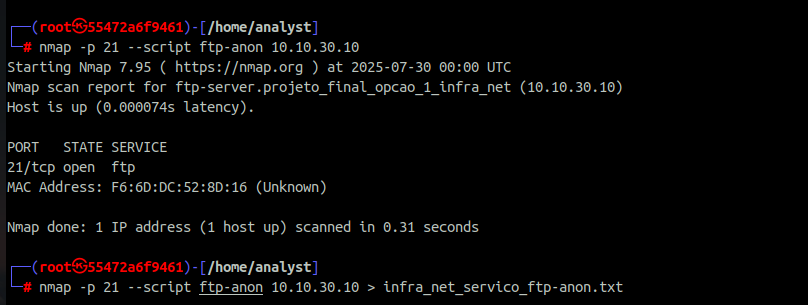 ┌──(root㉿55472a6f9461)-[/home/analyst]
└─# nmap -p 21 --script ftp-anon 10.10.30.10
Starting Nmap 7.95 ( https://nmap.org ) at 2025-07-30 00:00 UTC
Nmap scan report for ftp-server.projeto_final_opcao_1_infra_net (10.10.30.10)
Host is up (0.000074s latency).

PORT   STATE SERVICE
21/tcp open  ftp
MAC Address: F6:6D:DC:52:8D:16 (Unknown)

Nmap done: 1 IP address (1 host up) scanned in 0.31 seconds

┌──(root㉿55472a6f9461)-[/home/analyst]
└─# nmap -p 21 --script ftp-anon 10.10.30.10 > infra_net_servico_ftp-anon.txt